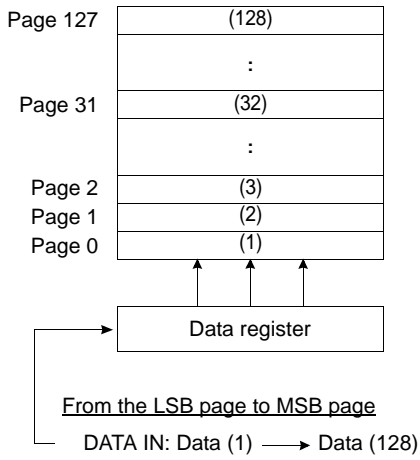 Page 127 (128)
:
Page 31 (32)
:
Page 2 (3)
Page 1 (2)
Page 0 (1)
Data register
From the LSB page to MSB page
DATA IN: Data (1) → Data (128)